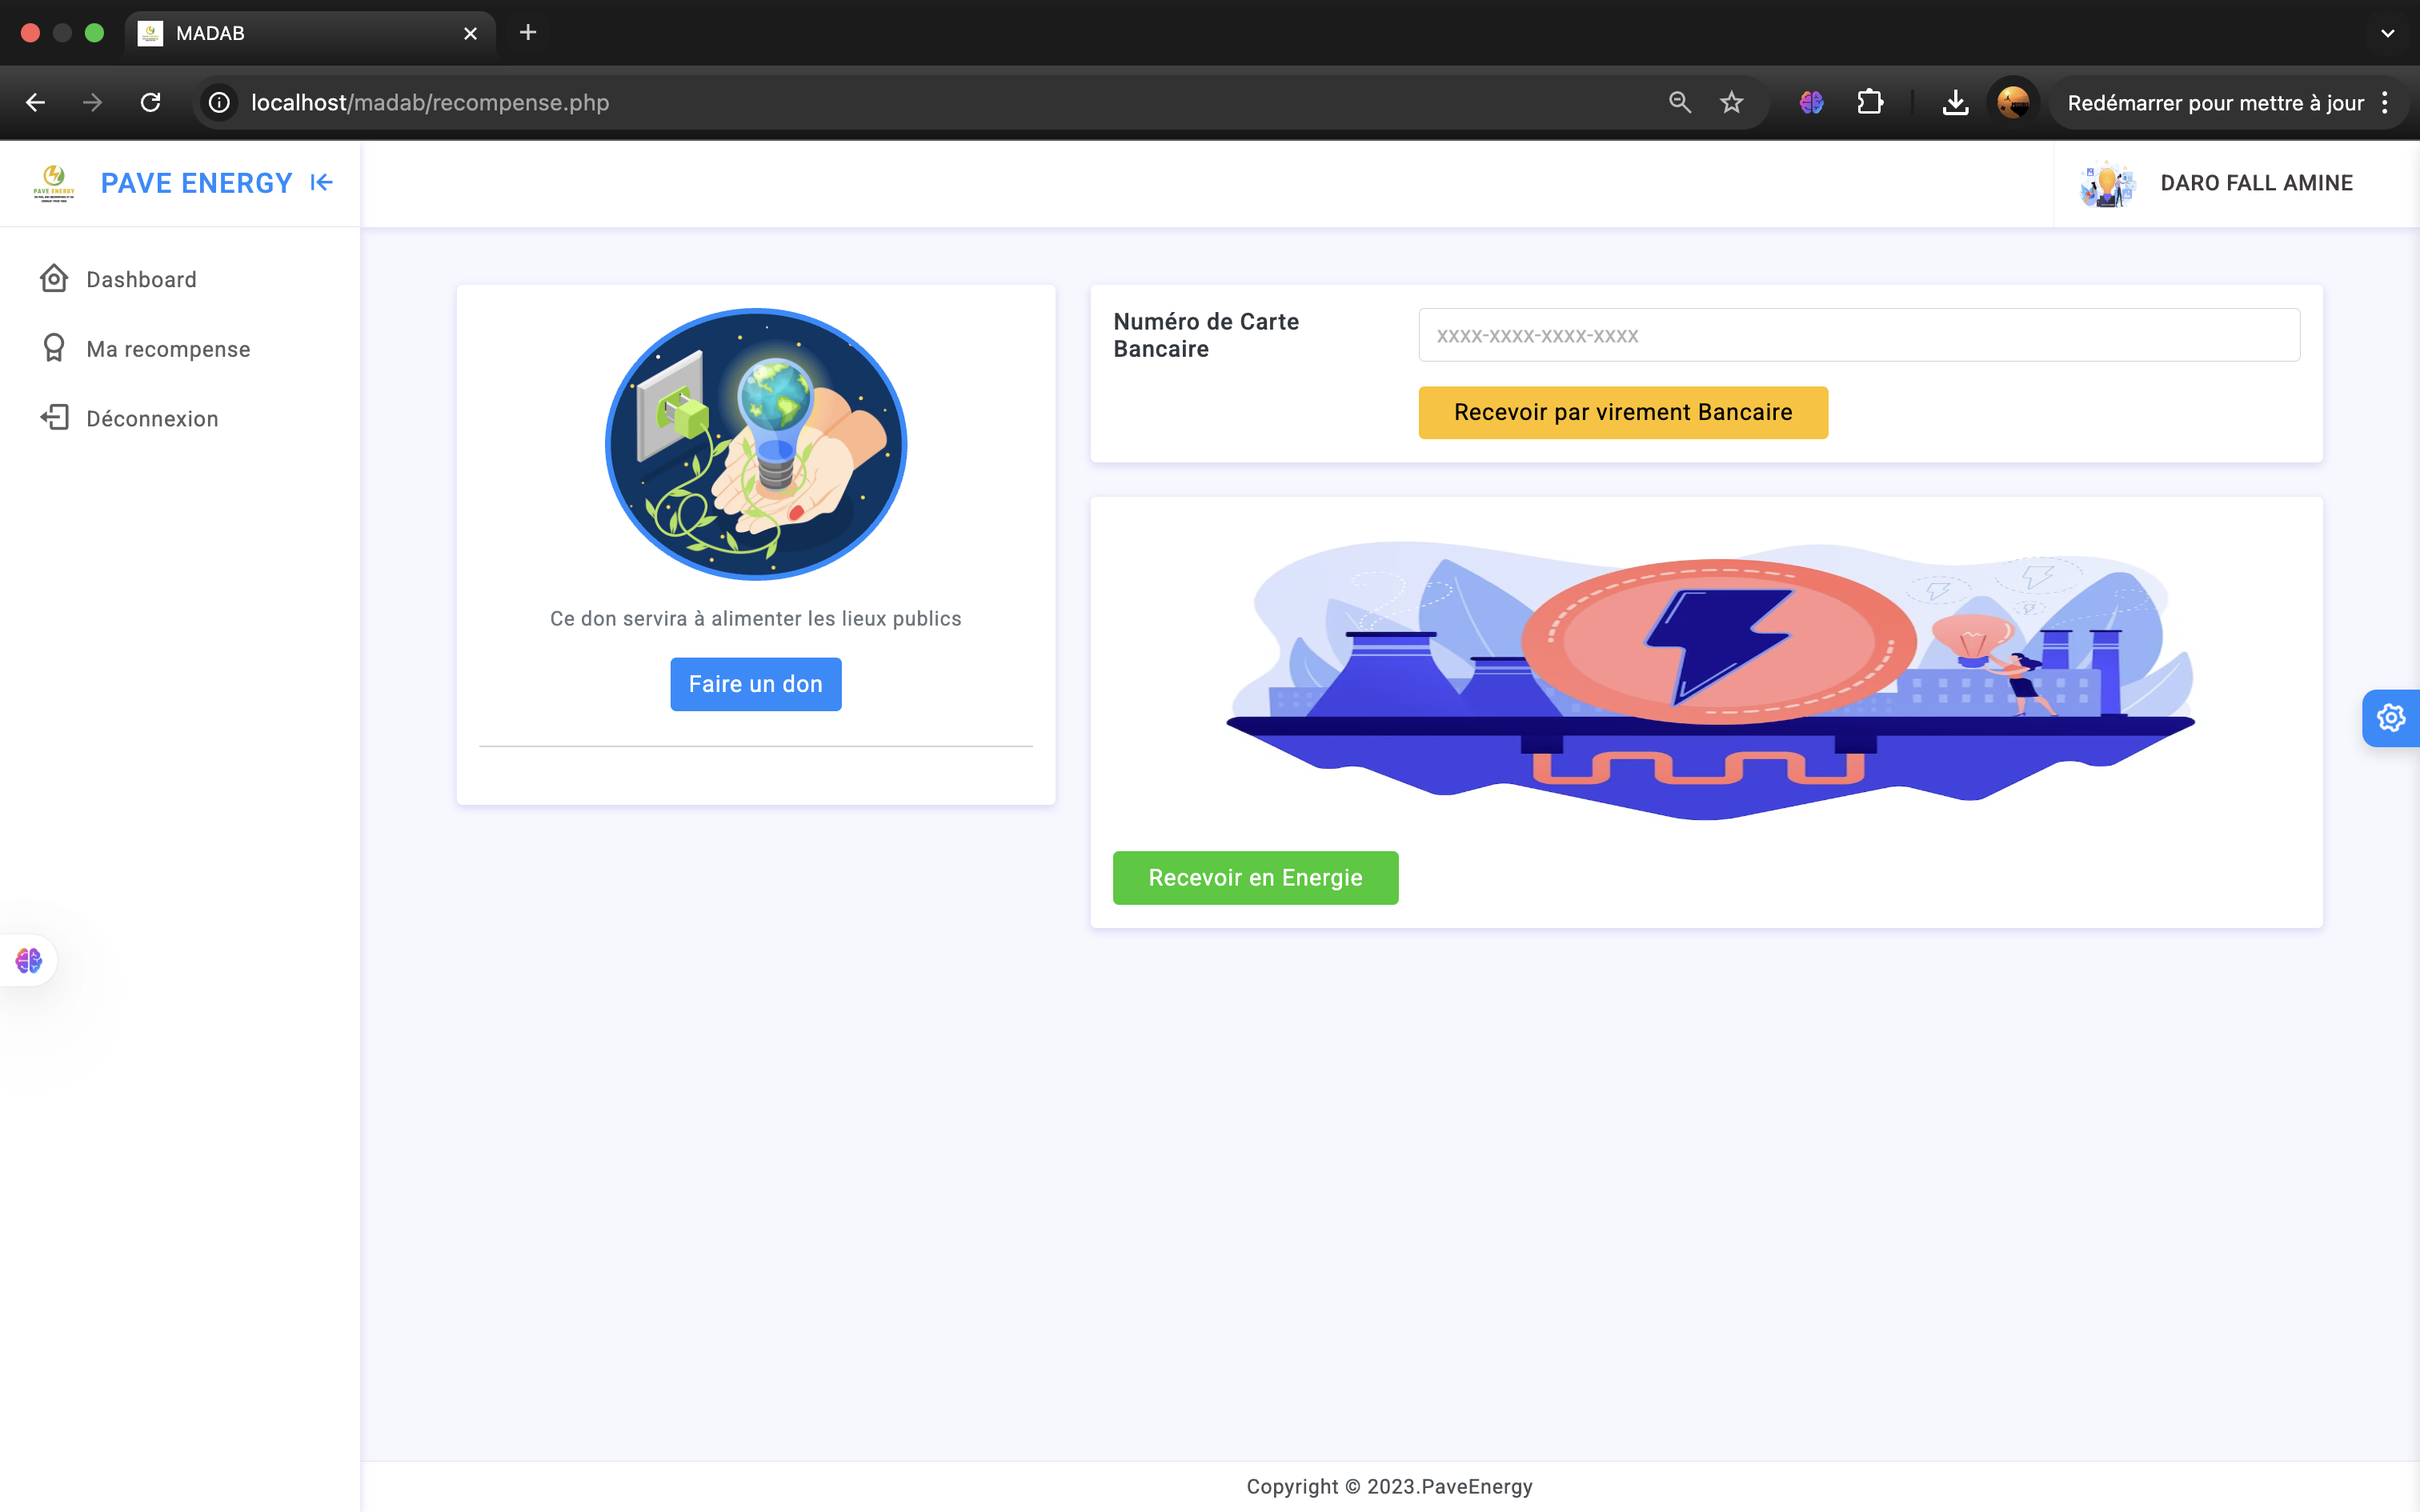 MADAB
localhost/madab/recompense.php
Redémarrer pour mettre à jour
PAVE ENERGY
PAVE ENERGY
DARO FALL AMINE
Dashboard
Ma recompense
Déconnexion
Ce don servira à alimenter les lieux publics
Faire un don
Numéro de Carte
Bancaire
xxxx-xxxx-xxxx-xxxx
Recevoir par virement Bancaire
Recevoir en Energie
Copyright © 2023.PaveEnergy